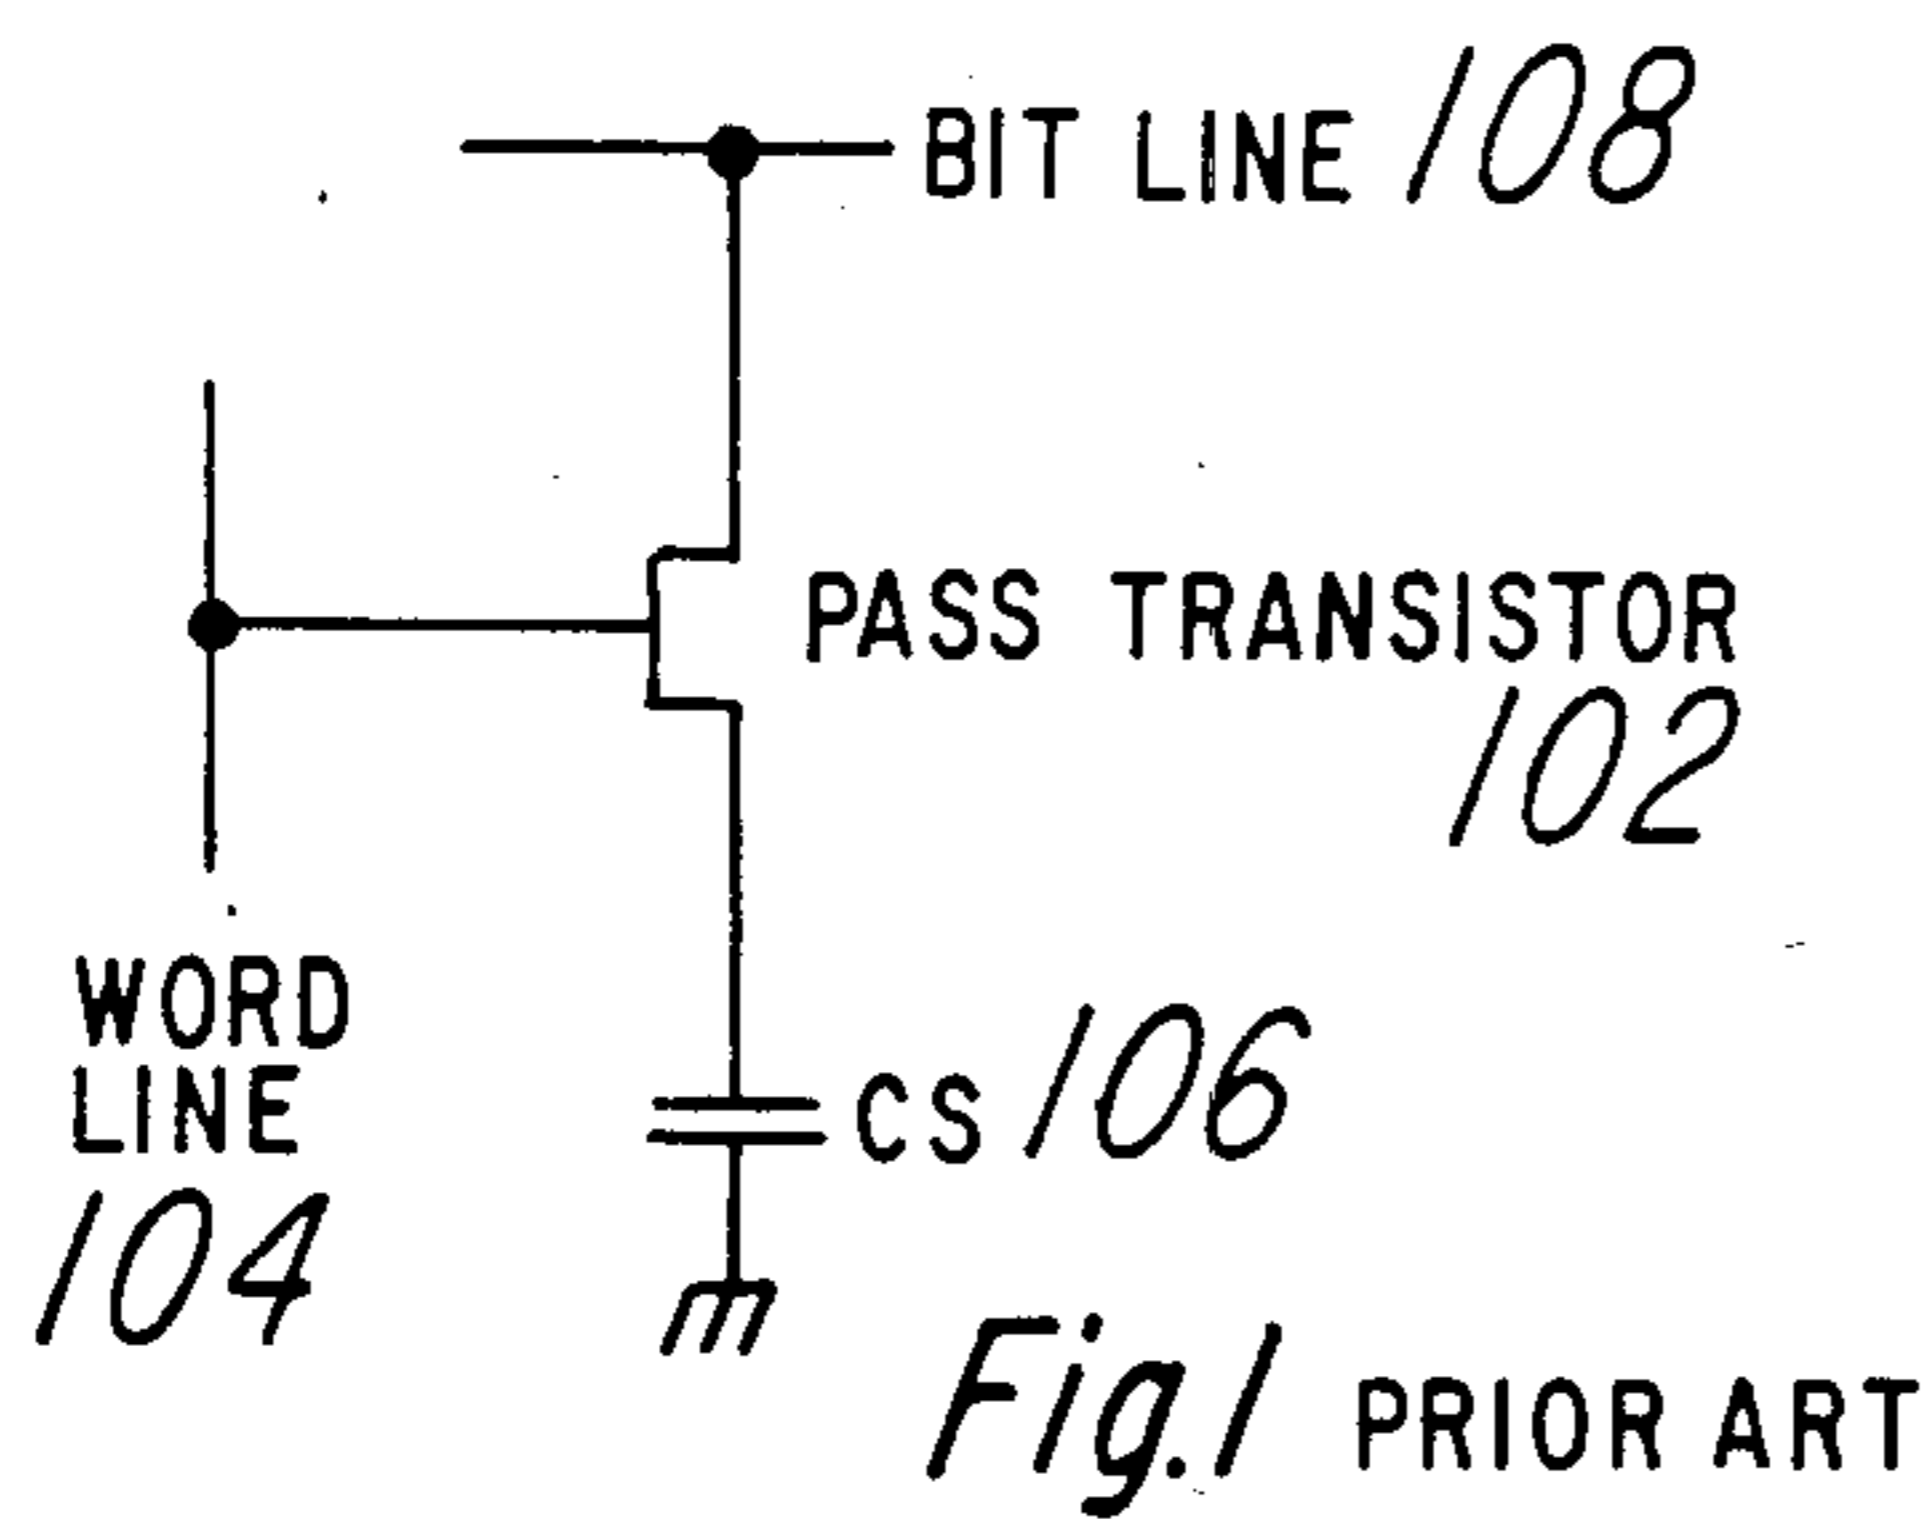 BIT LINE 108
PASS TRANSISTOR
102
WORD
LINE
104
CS 106
Fig.1 PRIOR ART